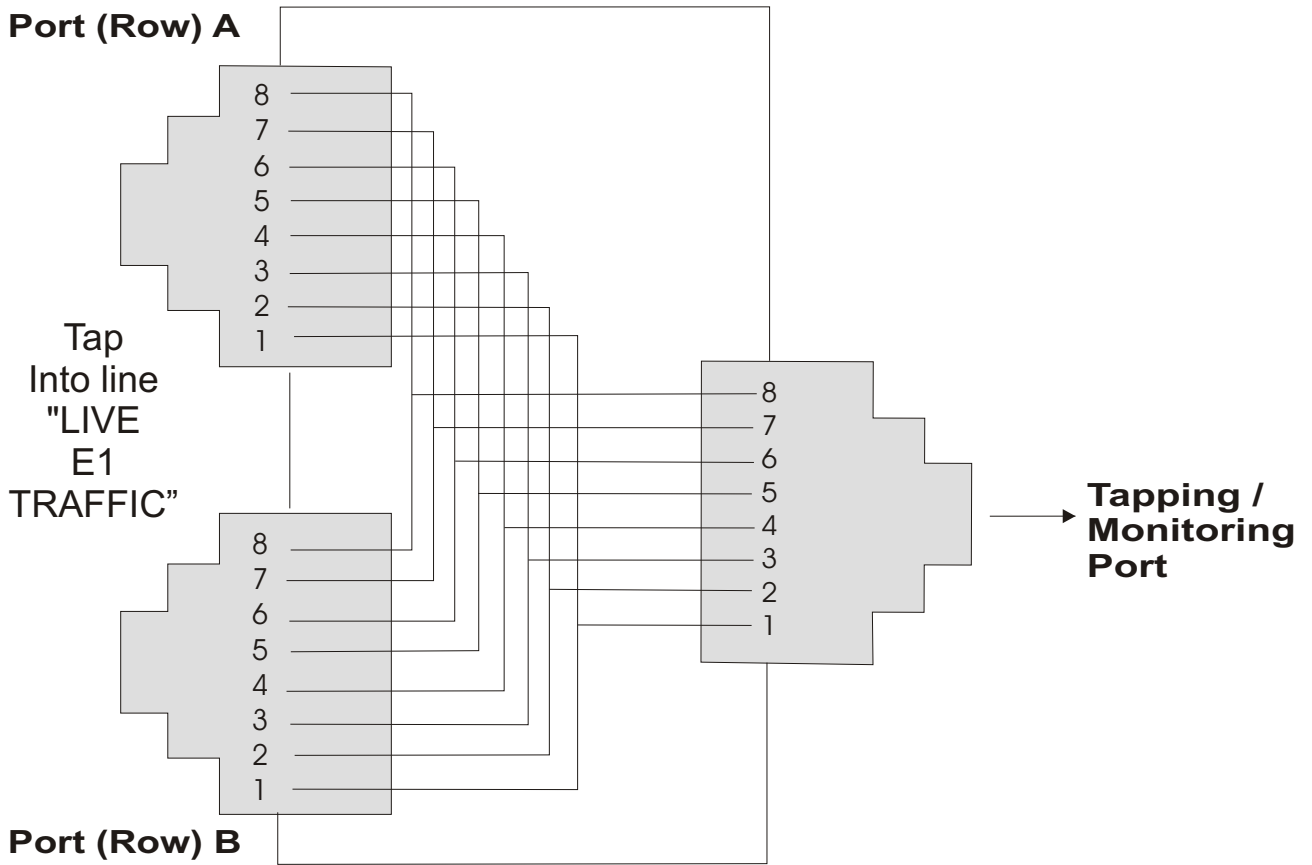 Port (Row) A
8
7
6
5
4
3
2
1
Tap
Into line
"LIVE
E1
TRAFFIC”
8
7
6
5
4
3
2
1
Port (Row) B
8
7
6
5
4
3
2
1
Tapping /
Monitoring
Port